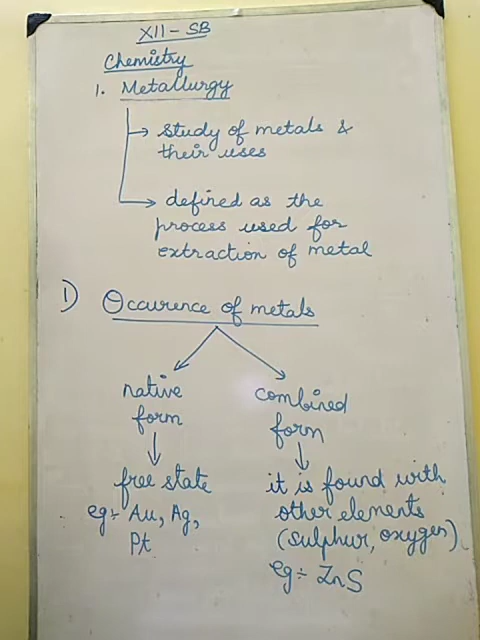 XII - SB
Chemistry
1. Metallurgy
→ study of metals &
their uses
→ defined as the
process used for
extraction of metal
1) Occurence of metals
native
form
combined
form
free state
eg:- Au, Ag,
Pt
it is found with
other elements
(sulphur, oxygen)
eg:- ZnS